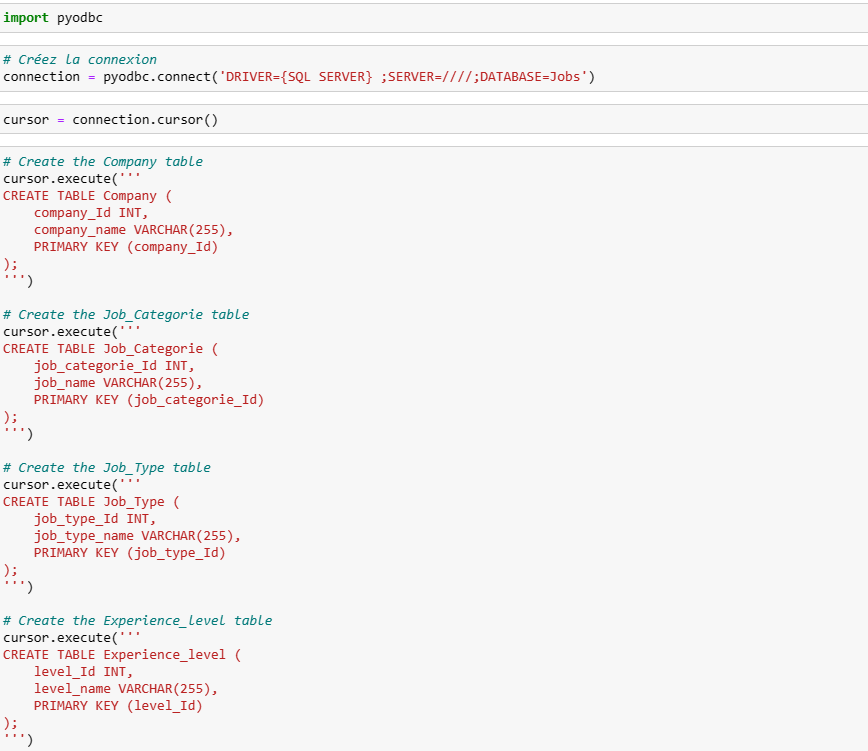 import pyodbc
# Créez la connexion
connection = pyodbc.connect('DRIVER={SQL SERVER} ;SERVER=////;DATABASE=Jobs')
cursor = connection.cursor()
# Create the Company table
cursor.execute('''
CREATE TABLE Company (
    company_Id INT,
    company_name VARCHAR(255),
    PRIMARY KEY (company_Id)
);
''')
# Create the Job_Categorie table
cursor.execute('''
CREATE TABLE Job_Categorie (
    job_categorie_Id INT,
    job_name VARCHAR(255),
    PRIMARY KEY (job_categorie_Id)
);
''')
# Create the Job_Type table
cursor.execute('''
CREATE TABLE Job_Type (
    job_type_Id INT,
    job_type_name VARCHAR(255),
    PRIMARY KEY (job_type_Id)
);
''')
# Create the Experience_level table
cursor.execute('''
CREATE TABLE Experience_level (
    level_Id INT,
    level_name VARCHAR(255),
    PRIMARY KEY (level_Id)
);
''')